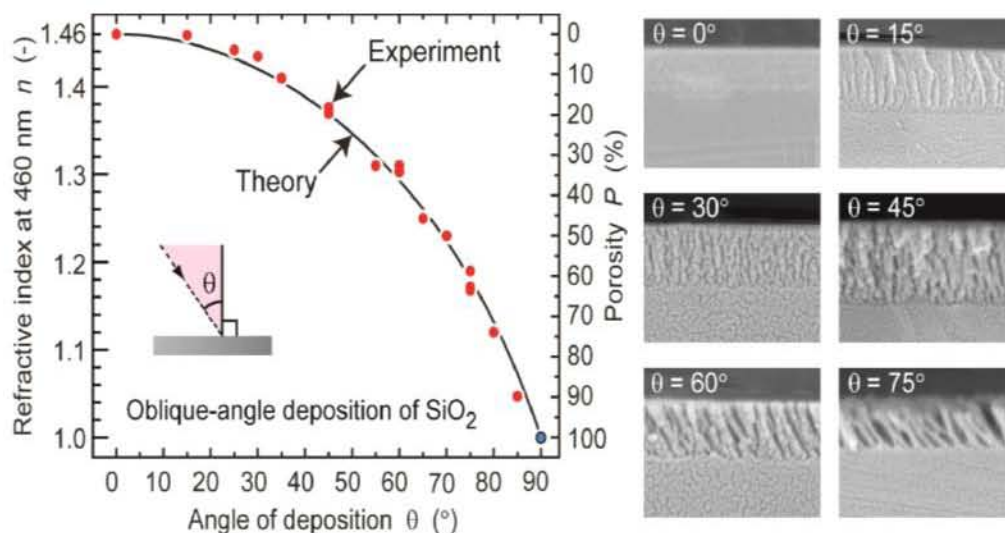 Refractive index at 460 nm n (-)
1.46
1.4
1.3
1.2
1.1
1.0
Experiment
Theory
θ
Oblique-angle deposition of SiO₂
0
10
20
30
40
50
60
70
80
90
100
Porosity P (%)
0 10 20 30 40 50 60 70 80 90
Angle of deposition θ (°)
θ = 0°
θ = 15°
θ = 30°
θ = 45°
θ = 60°
θ = 75°